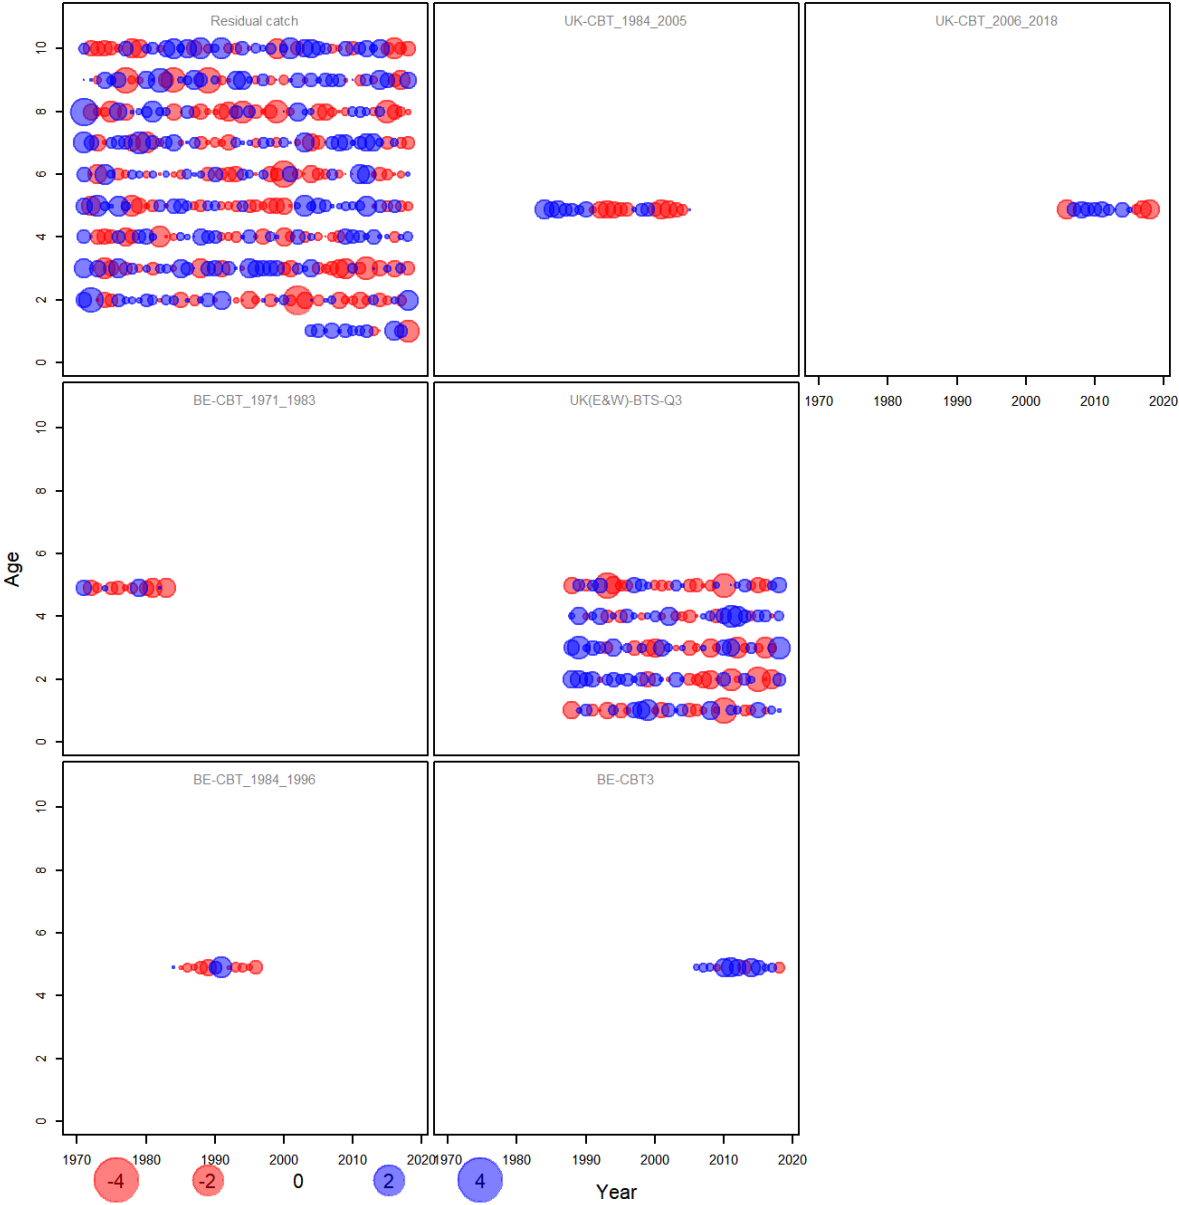 Residual catch
UK-CBT_1984_2005
UK-CBT_2006_2018
10
8
6
4
2
0
1970 1980 1990 2000 2010 2020
BE-CBT_1971_1983
UK(E&W)-BTS-Q3
10
8
6
4
2
0
Age
BE-CBT_1984_1996
BE-CBT3
10
8
6
4
2
0
1970 1980 1990 2000 2010 2020
1970 1980 1990 2000 2010 2020
-4 -2 0 2 4
Year